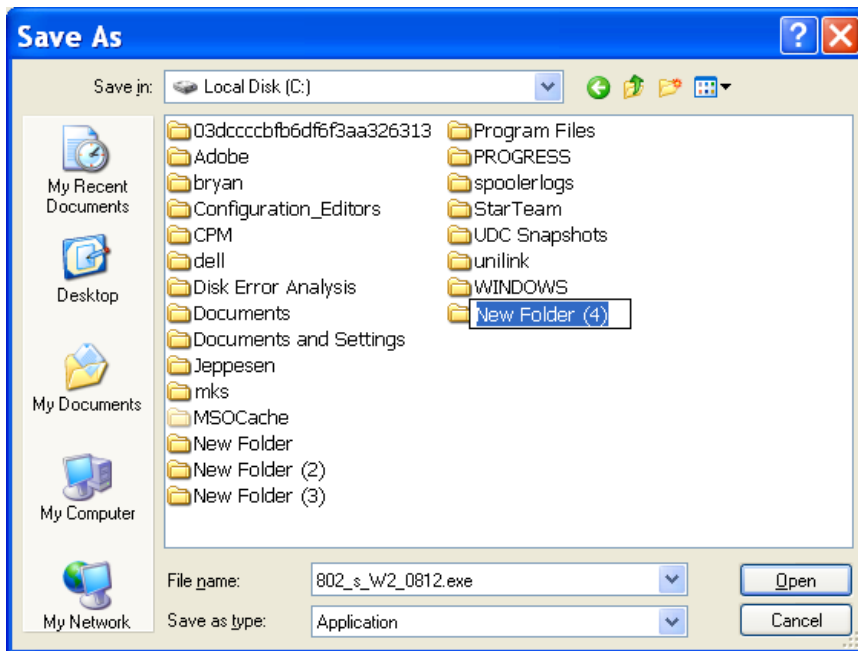 Save As
Save in:
Local Disk (C:)
My Recent
Documents
Desktop
My Documents
My Computer
My Network
03dccccbfb6df6f3aa326313
Adobe
bryan
Configuration_Editors
CPM
dell
Disk Error Analysis
Documents
Documents and Settings
Jeppesen
mks
MSOCache
New Folder
New Folder (2)
New Folder (3)
Program Files
PROGRESS
spoolerlogs
StarTeam
UDC Snapshots
unilink
WINDOWS
New Folder (4)
File name:
802_s_W2_0812.exe
Open
Save as type:
Application
Cancel